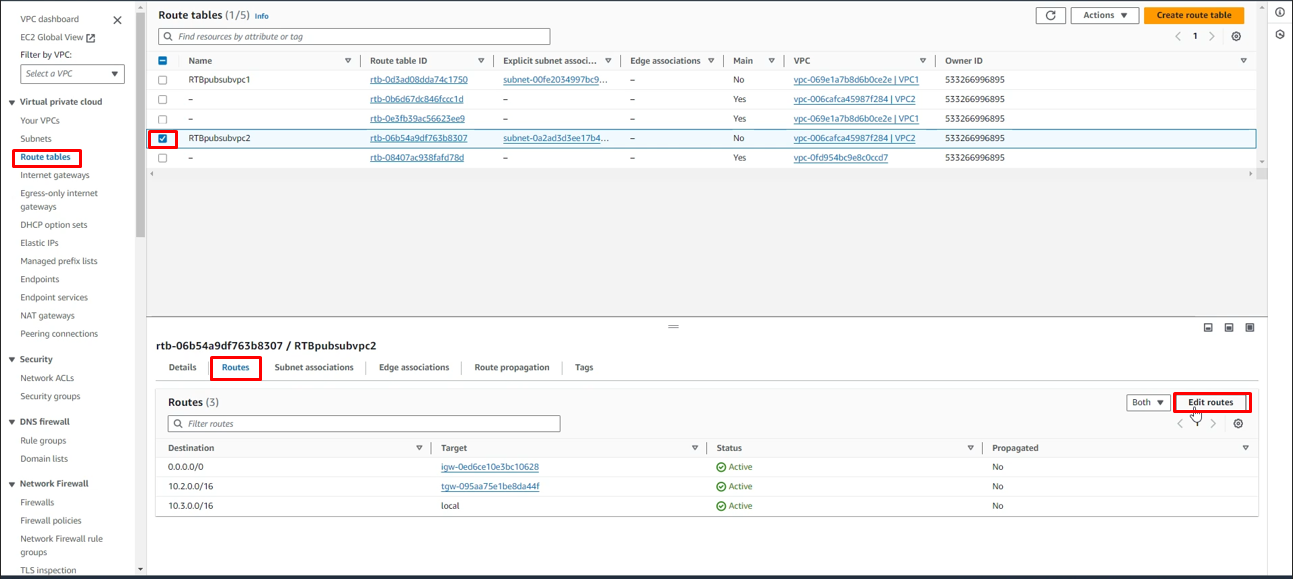 VPC dashboard
EC2 Global View
Filter by VPC:
Select a VPC
Virtual private cloud
Your VPCs
Subnets
Route tables
Internet gateways
Egress-only internet
gateways
DHCP option sets
Elastic IPs
Managed prefix lists
Endpoints
Endpoint services
NAT gateways
Peering connections
Security
Network ACLs
Security groups
DNS firewall
Rule groups
Domain lists
Network Firewall
Firewalls
Firewall policies
Network Firewall rule
groups
TLS inspection
Route tables (1/5) Info
Actions
Create route table
Find resources by attribute or tag
1
Name Route table ID Explicit subnet associ... Edge associations Main VPC Owner ID
RTBpubsubvpc1 rtb-0d3ad08dda74c1750 subnet-00fe2034997bc9... – No vpc-069e1a7b8d6b0ce2e | VPC1 533266996895
– rtb-0b6d67dc846fccc1d – – Yes vpc-006cafca45987f284 | VPC2 533266996895
– rtb-0e3fb39ac56623ee9 – – Yes vpc-069e1a7b8d6b0ce2e | VPC1 533266996895
RTBpubsubvpc2 rtb-06b54a9df763b8307 subnet-0a2ad3d3ee17b4... – No vpc-006cafca45987f284 | VPC2 533266996895
– rtb-08407ac938fafd78d – – Yes vpc-0fd954bc9e8c0ccd7 533266996895
rtb-06b54a9df763b8307 / RTBpubsubvpc2
Details Routes Subnet associations Edge associations Route propagation Tags
Routes (3)
Both
Edit routes
Filter routes
Destination Target Status Propagated
0.0.0.0/0 igw-0ed6ce10e3bc10628 Active No
10.2.0.0/16 tgw-095aa75e1be8da44f Active No
10.3.0.0/16 local Active No